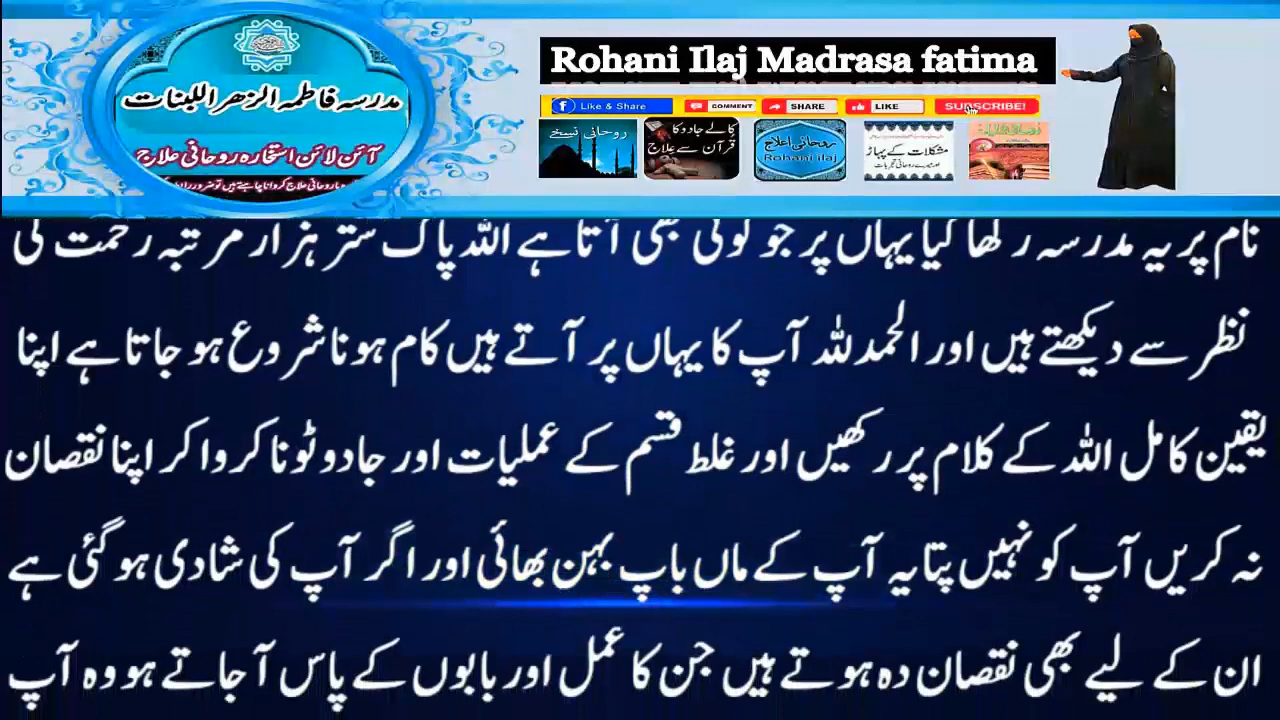 مدرسہ فاطمہ الزھرا للبنات
آئن لائن استخارہ روحانی علاج
Rohani Ilaj Madrasa fatima
Like & Share
COMMENT
SHARE
LIKE
SUBSCRIBE!
روحانی نسخ
کالے جادو کا
قرآن سے علاج
روحانی علاج
Rohani ilaj
مشکلات کے پہاڑ
نام پر یہ مدرسہ رکھا گیا یہاں پر جو کوئی بھی آتا ہے اللہ پاک ستر ہزار مرتبہ رحمت کی
نظر سے دیکھتے ہیں اور الحمدللہ آپ کا یہاں پر آتے ہیں کام ہونا شروع ہو جاتا ہے اپنا
یقین کامل اللہ کے کلام پر رکھیں اور غلط قسم کے عملیات اور جادو ٹونا کروا کر اپنا نقصان
نہ کریں آپ کو نہیں پتا یہ آپ کے ماں باپ بہن بھائی اور اگر آپ کی شادی ہو گئی ہے
ان کے لیے بھی نقصان دہ ہوتے ہیں جن کا عمل اور بابوں کے پاس آ جاتے ہو وہ آپ